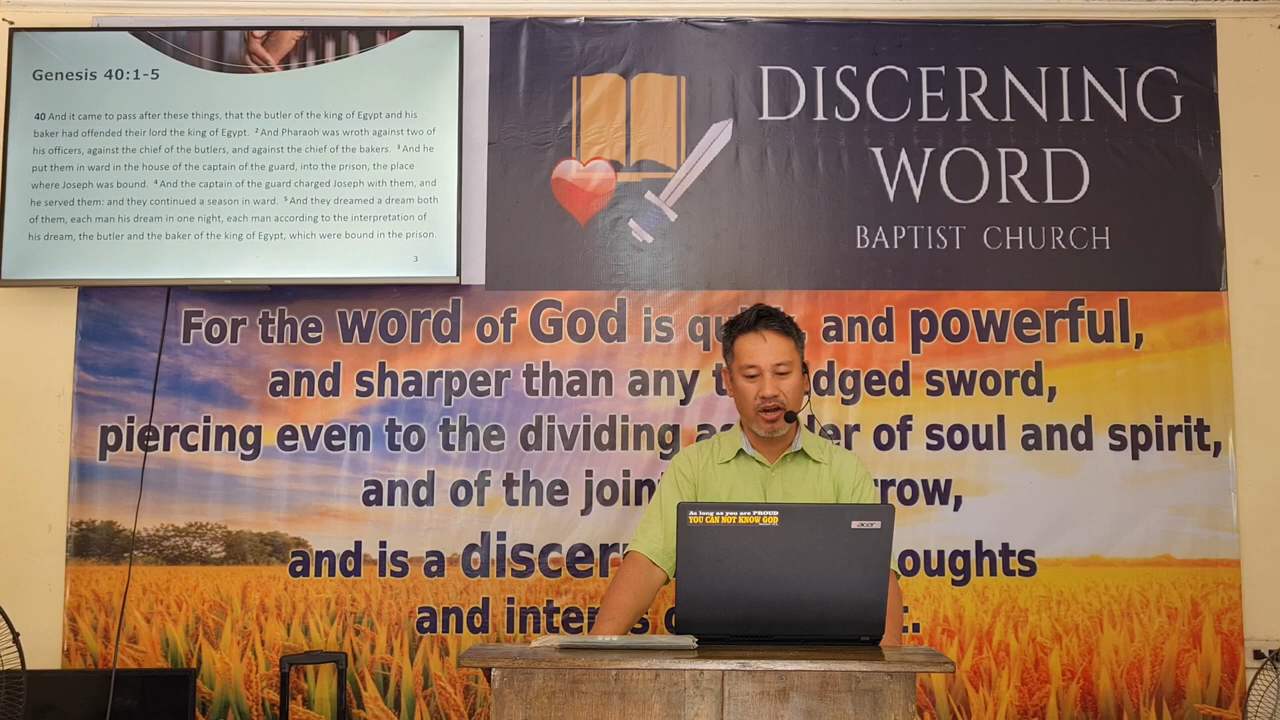 Genesis 40:1-5
40 And it came to pass after these things, that the butler of the king of Egypt and his
baker had offended their lord the king of Egypt. 2 And Pharaoh was wroth against two of
his officers, against the chief of the butlers, and against the chief of the bakers. 3 And he
put them in ward in the house of the captain of the guard, into the prison, the place
where Joseph was bound. 4 And the captain of the guard charged Joseph with them, and
he served them: and they continued a season in ward. 5 And they dreamed a dream both
of them, each man his dream in one night, each man according to the interpretation of
his dream, the butler and the baker of the king of Egypt, which were bound in the prison.
3
DISCERNING
WORD
BAPTIST CHURCH
For the word of God is qu , and powerful,
and sharper than any t dged sword,
piercing even to the dividing as der of soul and spirit,
and of the join rrow,
and is a discer oughts
and intents o t.
As long as you are PROUD
YOU CAN NOT KNOW GOD
acer